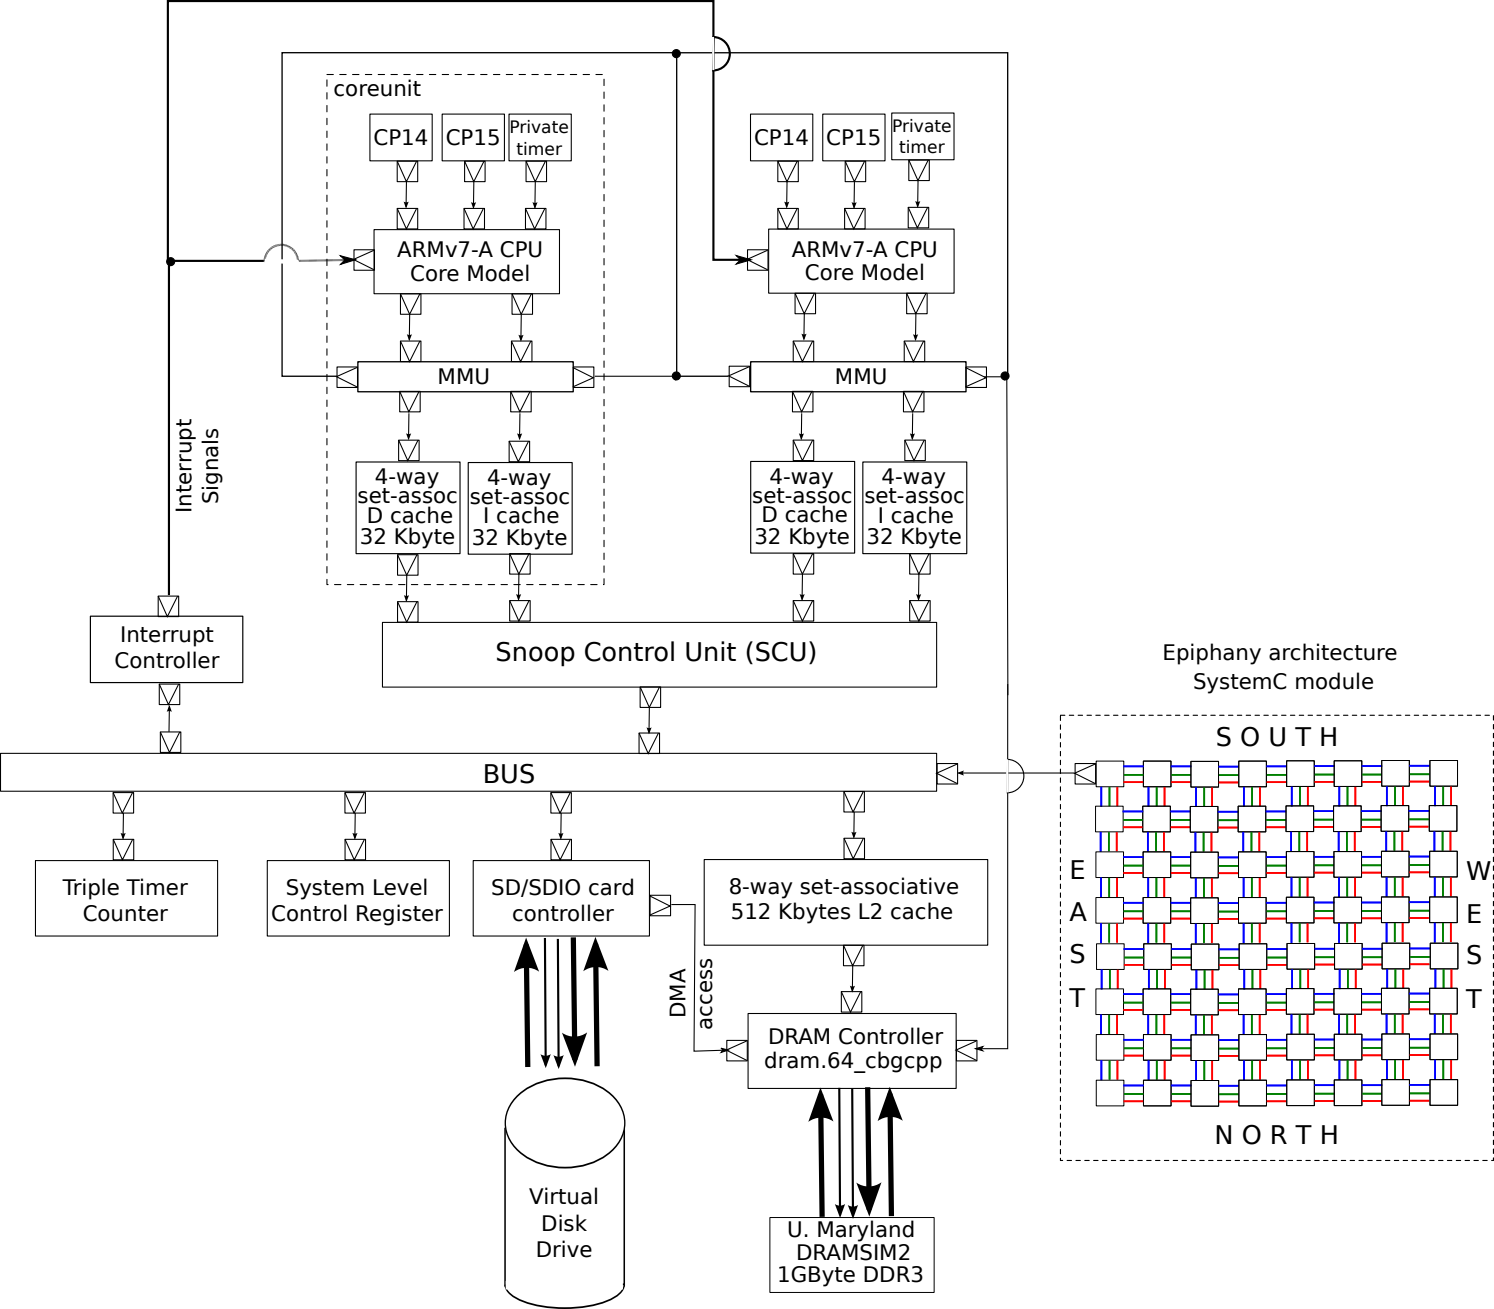 coreunit
CP14
CP15
Private
timer
CP14
CP15
Private
timer
ARMv7-A CPU
Core Model
ARMv7-A CPU
Core Model
MMU
MMU
Interrupt
Signals
4-way
set-assoc
D cache
32 Kbyte
4-way
set-assoc
I cache
32 Kbyte
4-way
set-assoc
D cache
32 Kbyte
4-way
set-assoc
I cache
32 Kbyte
Interrupt
Controller
Snoop Control Unit (SCU)
Epiphany architecture
SystemC module
SOUTH
EAST
WEST
NORTH
BUS
Triple Timer
Counter
System Level
Control Register
SD/SDIO card
controller
8-way set-associative
512 Kbytes L2 cache
DMA
access
DRAM Controller
dram.64_cbgcpp
Virtual
Disk
Drive
U. Maryland
DRAMSIM2
1GByte DDR3